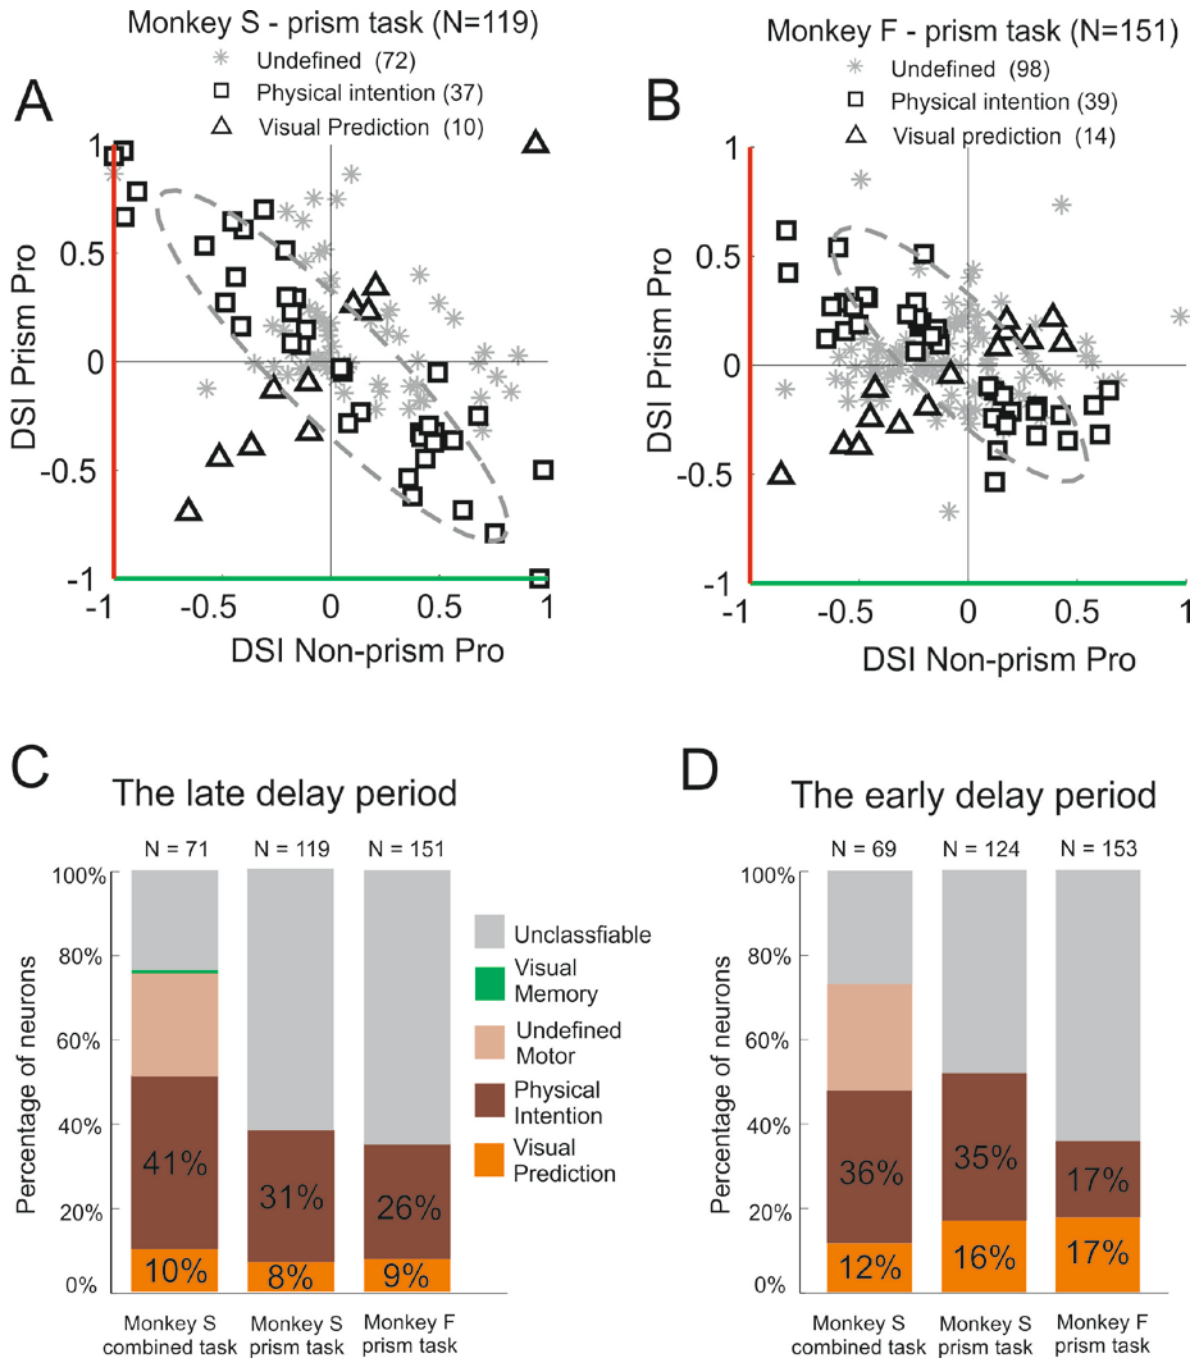 Monkey S - prism task (N=119)
Undefined (72)
Physical intention (37)
Visual Prediction (10)
A
1
0.5
0
-0.5
-1
DSI Prism Pro
-1
-0.5
0
0.5
1
DSI Non-prism Pro
Monkey F - prism task (N=151)
Undefined (98)
Physical intention (39)
Visual prediction (14)
B
1
0.5
0
-0.5
-1
DSI Prism Pro
-1
-0.5
0
0.5
1
DSI Non-prism Pro
C
The late delay period
N = 71
N = 119
N = 151
100%
80%
60%
40%
20%
0%
Percentage of neurons
41%
10%
31%
8%
26%
9%
Monkey S
combined task
Monkey S
prism task
Monkey F
prism task
Unclassfiable
Visual
Memory
Undefined
Motor
Physical
Intention
Visual
Prediction
D
The early delay period
N = 69
N = 124
N = 153
100%
80%
60%
40%
20%
0%
Percentage of neurons
36%
12%
35%
16%
17%
17%
Monkey S
combined task
Monkey S
prism task
Monkey F
prism task